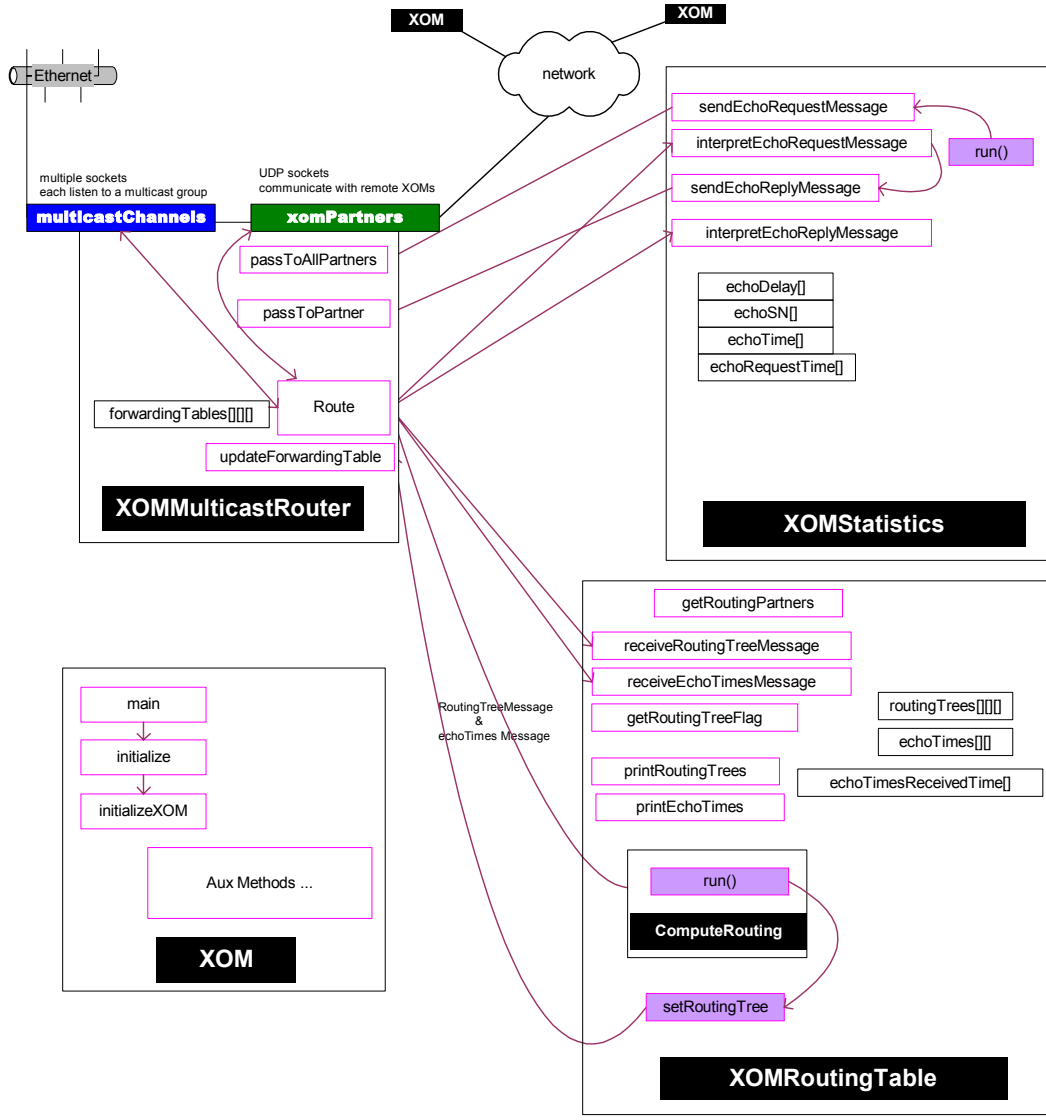 XOM
XOM
Ethernet
network
multiple sockets
each listen to a multicast group
UDP sockets
communicate with remote XOMs
multicastChannels
xomPartners
passToAllPartners
passToPartner
Route
forwardingTables[][][]
updateForwardingTable
XOMMulticastRouter
sendEchoRequestMessage
interpretEchoRequestMessage
run()
sendEchoReplyMessage
interpretEchoReplyMessage
echoDelay[]
echoSN[]
echoTime[]
echoRequestTime[]
XOMStatistics
main
initialize
initializeXOM
Aux Methods ...
XOM
RoutingTreeMessage
&
echoTimes Message
getRoutingPartners
receiveRoutingTreeMessage
receiveEchoTimesMessage
getRoutingTreeFlag
routingTrees[][][]
echoTimes[][]
printRoutingTrees
echoTimesReceivedTime[]
printEchoTimes
run()
ComputeRouting
setRoutingTree
XOMRoutingTable